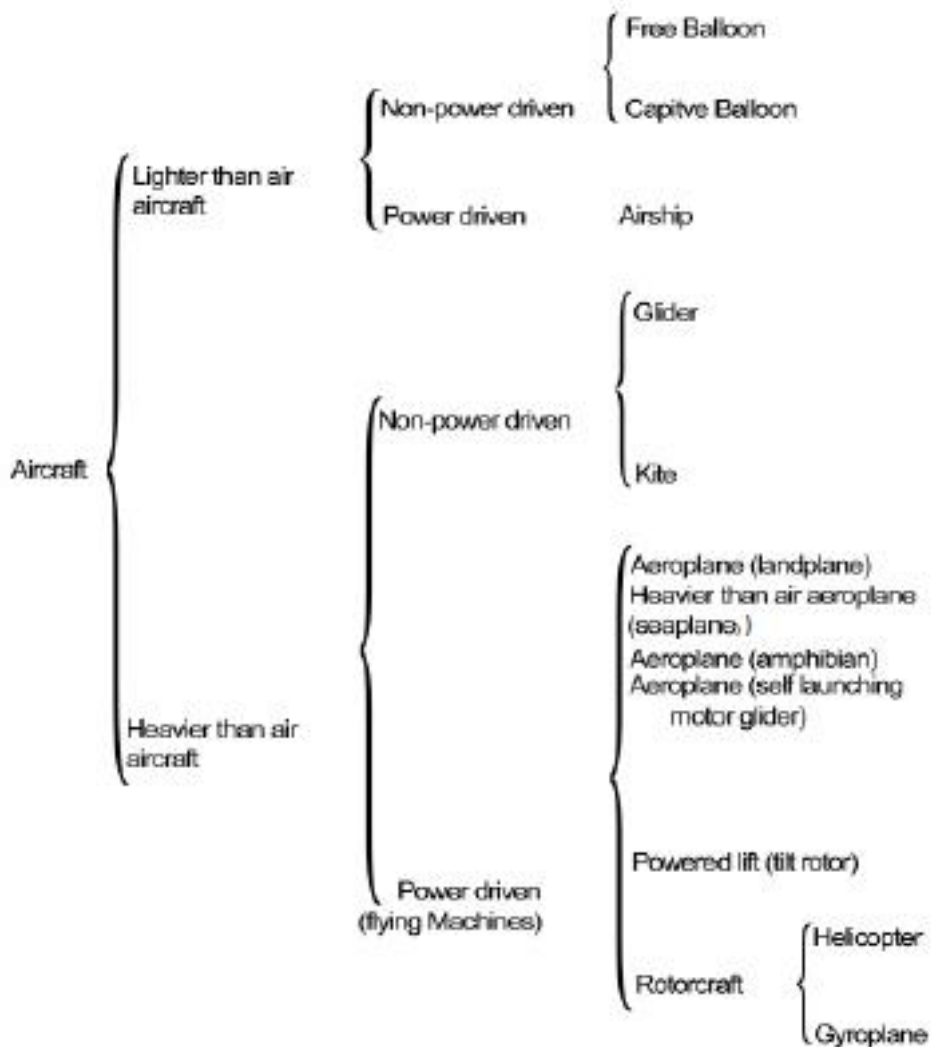 Free Balloon
Non-power driven
Capitve Balloon
Lighter than air
aircraft
Power driven
Airship
Glider
Non-power driven
Aircraft
Kite
Aeroplane (landplane)
Heavier than air aeroplane
(seaplane,)
Aeroplane (amphibian)
Aeroplane (self launching
motor glider)
Heavier than air
aircraft
Powered lift (tilt rotor)
Power driven
(flying Machines)
Helicopter
Rotorcraft
Gyroplane